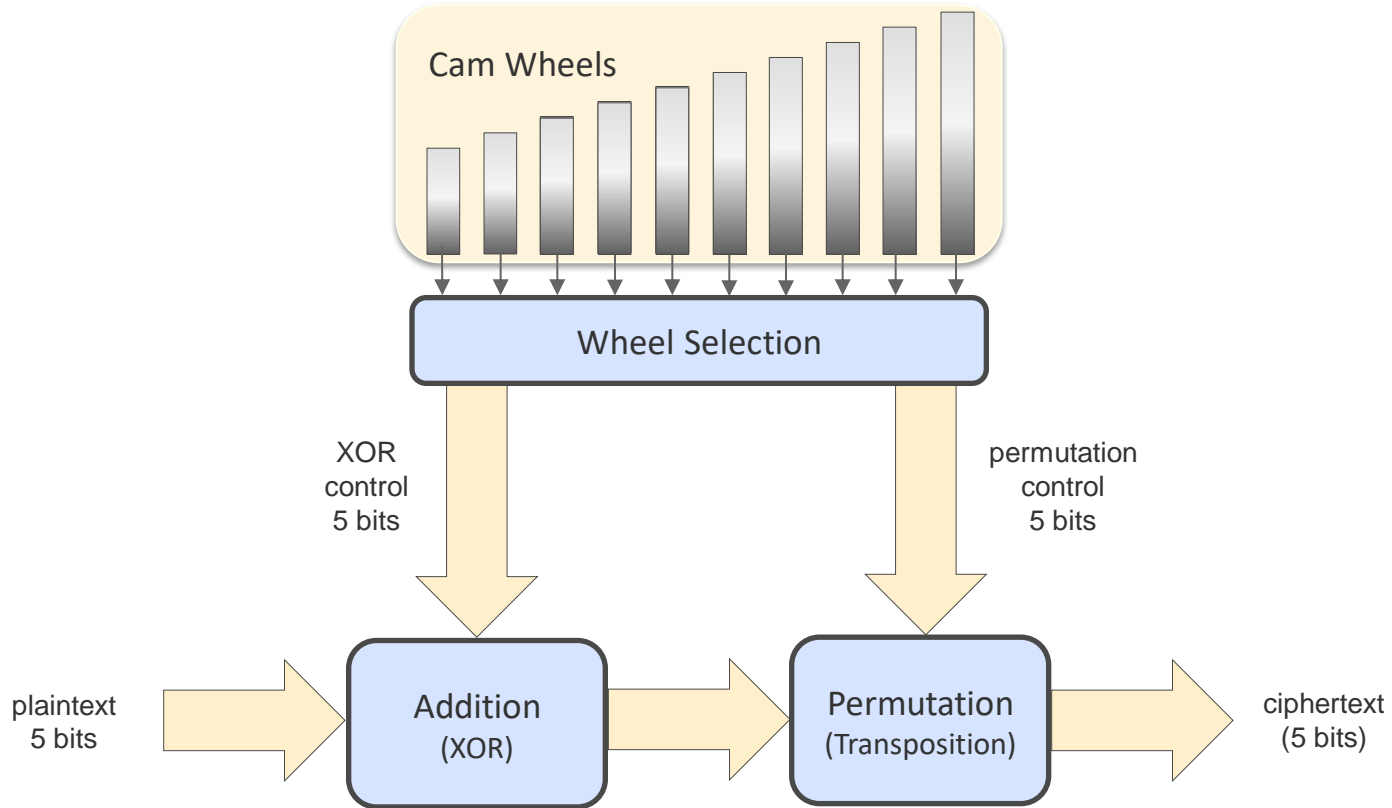 Cam Wheels
Wheel Selection
XOR
control
5 bits
permutation
control
5 bits
plaintext
5 bits
Addition
(XOR)
Permutation
(Transposition)
ciphertext
(5 bits)